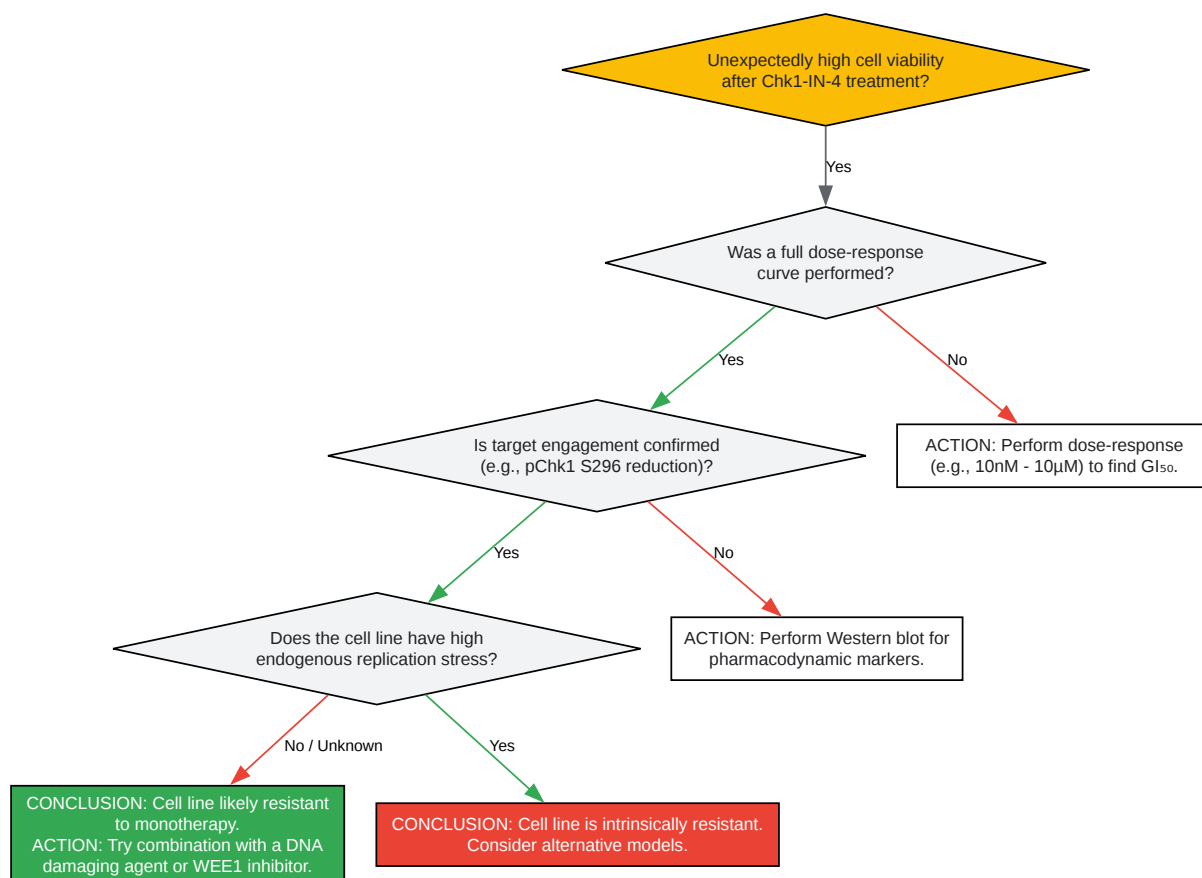 Unexpectedly high cell viability
after Chk1-IN-4 treatment?
Yes
Was a full dose-response
curve performed?
Yes
No
Is target engagement confirmed
(e.g., pChk1 S296 reduction)?
ACTION: Perform dose-response
(e.g., 10nM - 10µM) to find GI₅₀.
Yes
No
Does the cell line have high
endogenous replication stress?
ACTION: Perform Western blot for
pharmacodynamic markers.
No / Unknown
Yes
CONCLUSION: Cell line likely resistant
to monotherapy.
ACTION: Try combination with a DNA
damaging agent or WEE1 inhibitor.
CONCLUSION: Cell line is intrinsically resistant.
Consider alternative models.